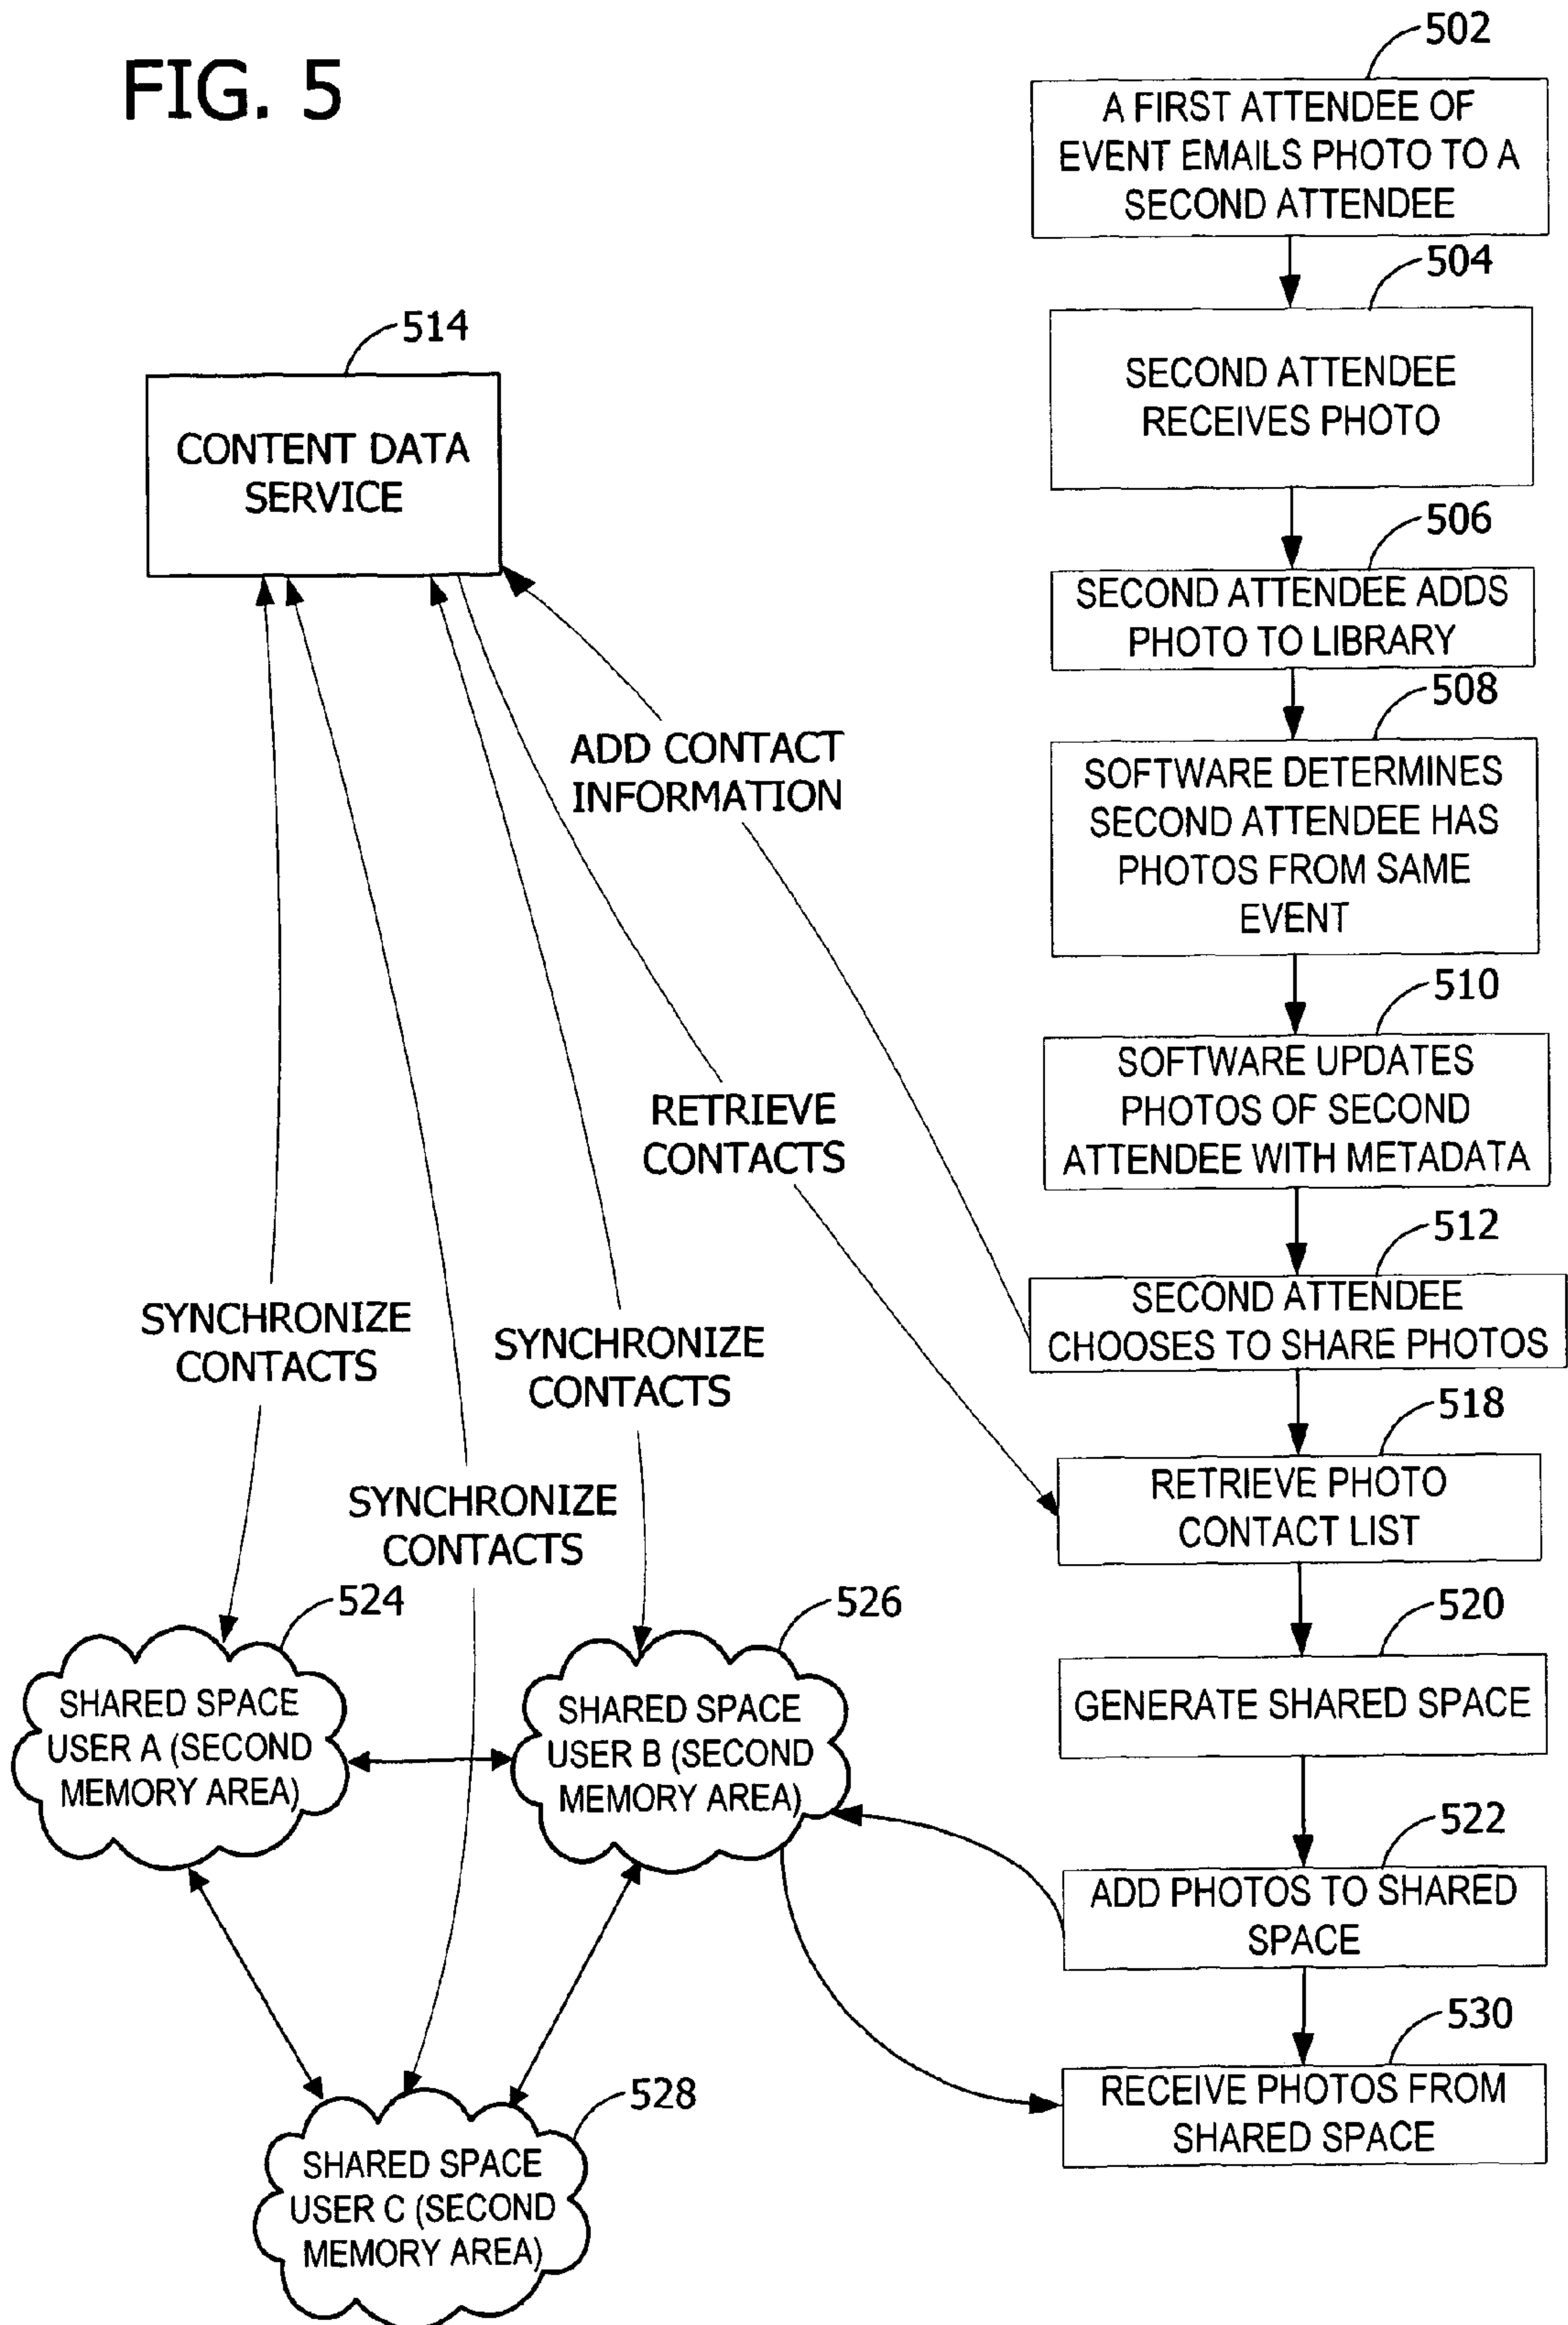 FIG. 5
502
A FIRST ATTENDEE OF
EVENT EMAILS PHOTO TO A
SECOND ATTENDEE
504
SECOND ATTENDEE
RECEIVES PHOTO
514
CONTENT DATA
SERVICE
506
SECOND ATTENDEE ADDS
PHOTO TO LIBRARY
508
SOFTWARE DETERMINES
SECOND ATTENDEE HAS
PHOTOS FROM SAME
EVENT
ADD CONTACT
INFORMATION
510
SOFTWARE UPDATES
PHOTOS OF SECOND
ATTENDEE WITH METADATA
RETRIEVE
CONTACTS
512
SECOND ATTENDEE
CHOOSES TO SHARE PHOTOS
SYNCHRONIZE
CONTACTS
SYNCHRONIZE
CONTACTS
SYNCHRONIZE
CONTACTS
518
RETRIEVE PHOTO
CONTACT LIST
520
GENERATE SHARED SPACE
524
SHARED SPACE
USER A (SECOND
MEMORY AREA)
526
SHARED SPACE
USER B (SECOND
MEMORY AREA)
522
ADD PHOTOS TO SHARED
SPACE
530
RECEIVE PHOTOS FROM
SHARED SPACE
528
SHARED SPACE
USER C (SECOND
MEMORY AREA)